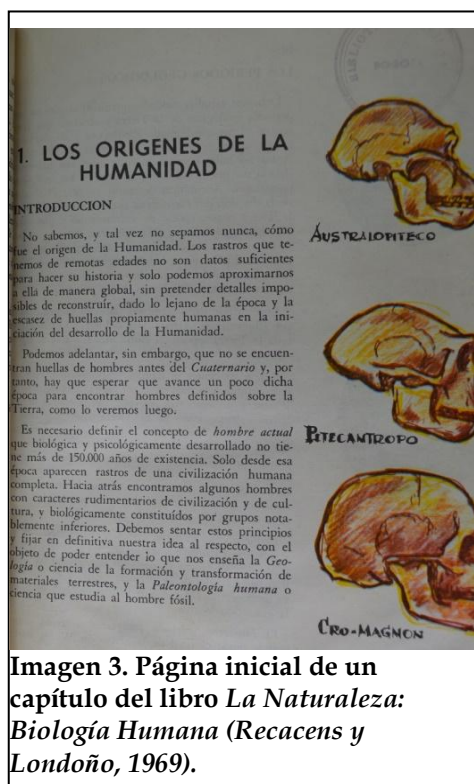 1. LOS ORIGENES DE LA
HUMANIDAD
INTRODUCCION
No sabemos, y tal vez no sepamos nunca, cómo
fue el origen de la Humanidad. Los rastros que te-
nemos de remotas edades no son datos suficientes
para hacer su historia y solo podemos aproximarnos
a ella de manera global, sin pretender detalles impo-
sibles de reconstruir, dado lo lejano de la época y la
escasez de huellas propiamente humanas en la ini-
ciación del desarrollo de la Humanidad.
Podemos adelantar, sin embargo, que no se encuen-
tran huellas de hombres antes del Cuaternario y, por
tanto, hay que esperar que avance un poco dicha
época para encontrar hombres definidos sobre la
Tierra, como lo veremos luego.
Es necesario definir el concepto de hombre actual
que biológica y psicológicamente desarrollado no tie-
ne más de 150.000 años de existencia. Solo desde esa
época aparecen rastros de una civilización humana
completa. Hacia atrás encontramos algunos hombres
con caracteres rudimentarios de civilización y de cul-
tura, y biológicamente constituídos por grupos nota-
blemente inferiores. Debemos sentar estos principios
y fijar en definitiva nuestra idea al respecto, con el
objeto de poder entender lo que nos enseña la Geo-
logía o ciencia de la formación y transformación de
materiales terrestres, y la Paleontología humana o
ciencia que estudia al hombre fósil.
AUSTRALOPITECO
PITECANTROPO
CRO-MAGNON
Imagen 3. Página inicial de un
capítulo del libro La Naturaleza:
Biología Humana (Recacens y
Londoño, 1969).